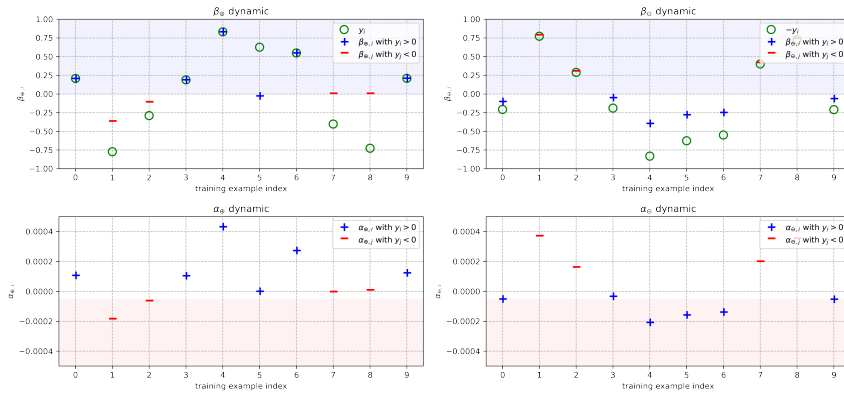 β⊕ dynamic
1.00
0.75
0.50
0.25
0.00
−0.25
−0.50
−0.75
−1.00
β⊕, i
yi
β⊕, i with yi > 0
β⊕, j with yj < 0
0 1 2 3 4 5 6 7 8 9
training example index
β⊖ dynamic
1.00
0.75
0.50
0.25
0.00
−0.25
−0.50
−0.75
−1.00
β⊖, i
−yi
β⊕, i with yi > 0
β⊕, j with yj < 0
0 1 2 3 4 5 6 7 8 9
training example index
α⊕ dynamic
0.0004
0.0002
0.0000
−0.0002
−0.0004
α⊕, i
α⊕, i with yi > 0
α⊕, j with yj < 0
0 1 2 3 4 5 6 7 8 9
training example index
α⊖ dynamic
0.0004
0.0002
0.0000
−0.0002
−0.0004
α⊕, i
α⊕, i with yi > 0
α⊕, j with yj < 0
0 1 2 3 4 5 6 7 8 9
training example index